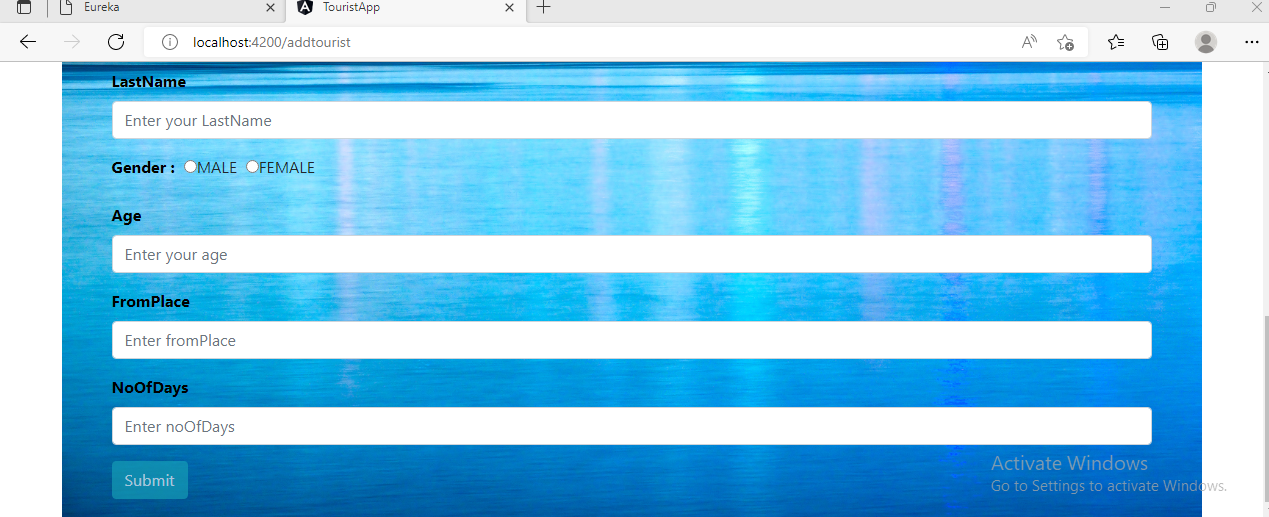 Eureka
TouristApp
localhost:4200/addtourist
LastName
Enter your LastName
Gender : MALE FEMALE
Age
Enter your age
FromPlace
Enter fromPlace
NoOfDays
Enter noOfDays
Submit
Activate Windows
Go to Settings to activate Windows.